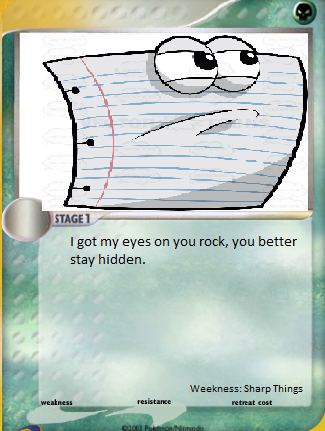 STAGE 1
I got my eyes on you rock, you better
stay hidden.
Weekness: Sharp Things
weakness resistance retreat cost
©2003 Pokémon/Nintendo